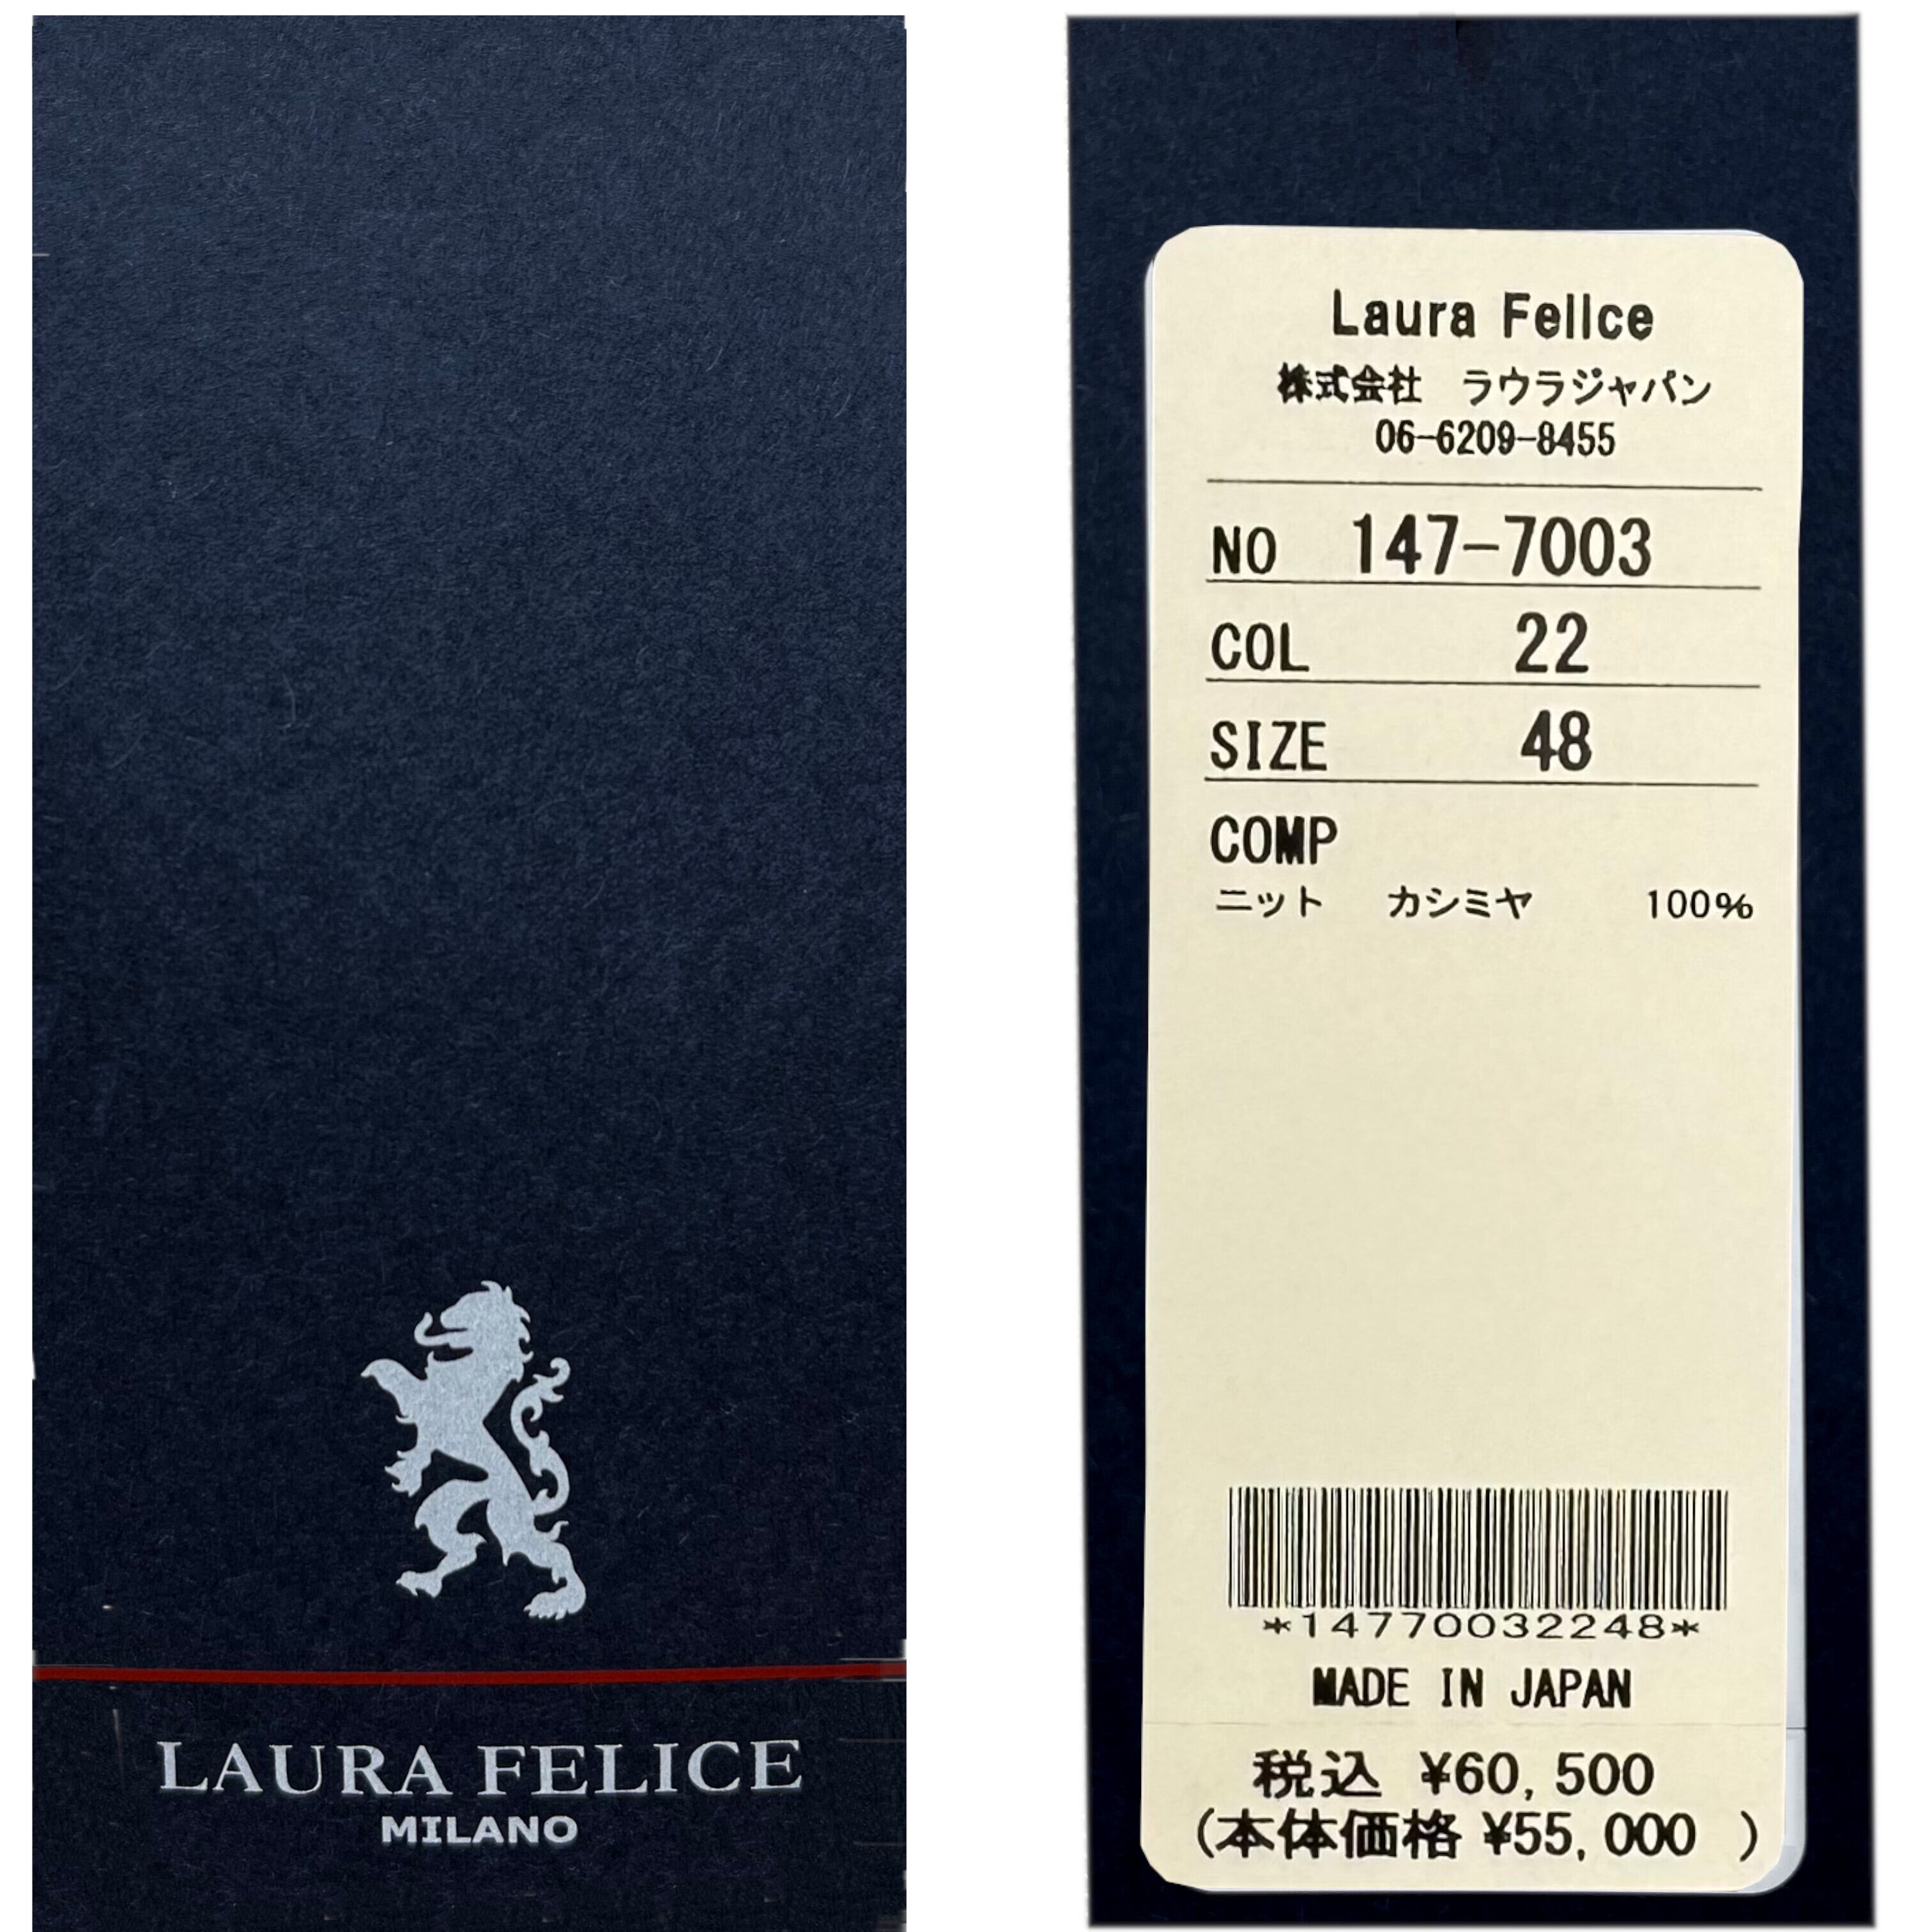 LAURA FELICE
MILANO
Laura Felice
株式会社　ラウラジャパン
06-6209-8455
NO 147-7003
COL 22
SIZE 48
COMP
ニット カシミヤ 100%
*14770032248*
MADE IN JAPAN
税込 ¥60,500
(本体価格 ¥55,000 )